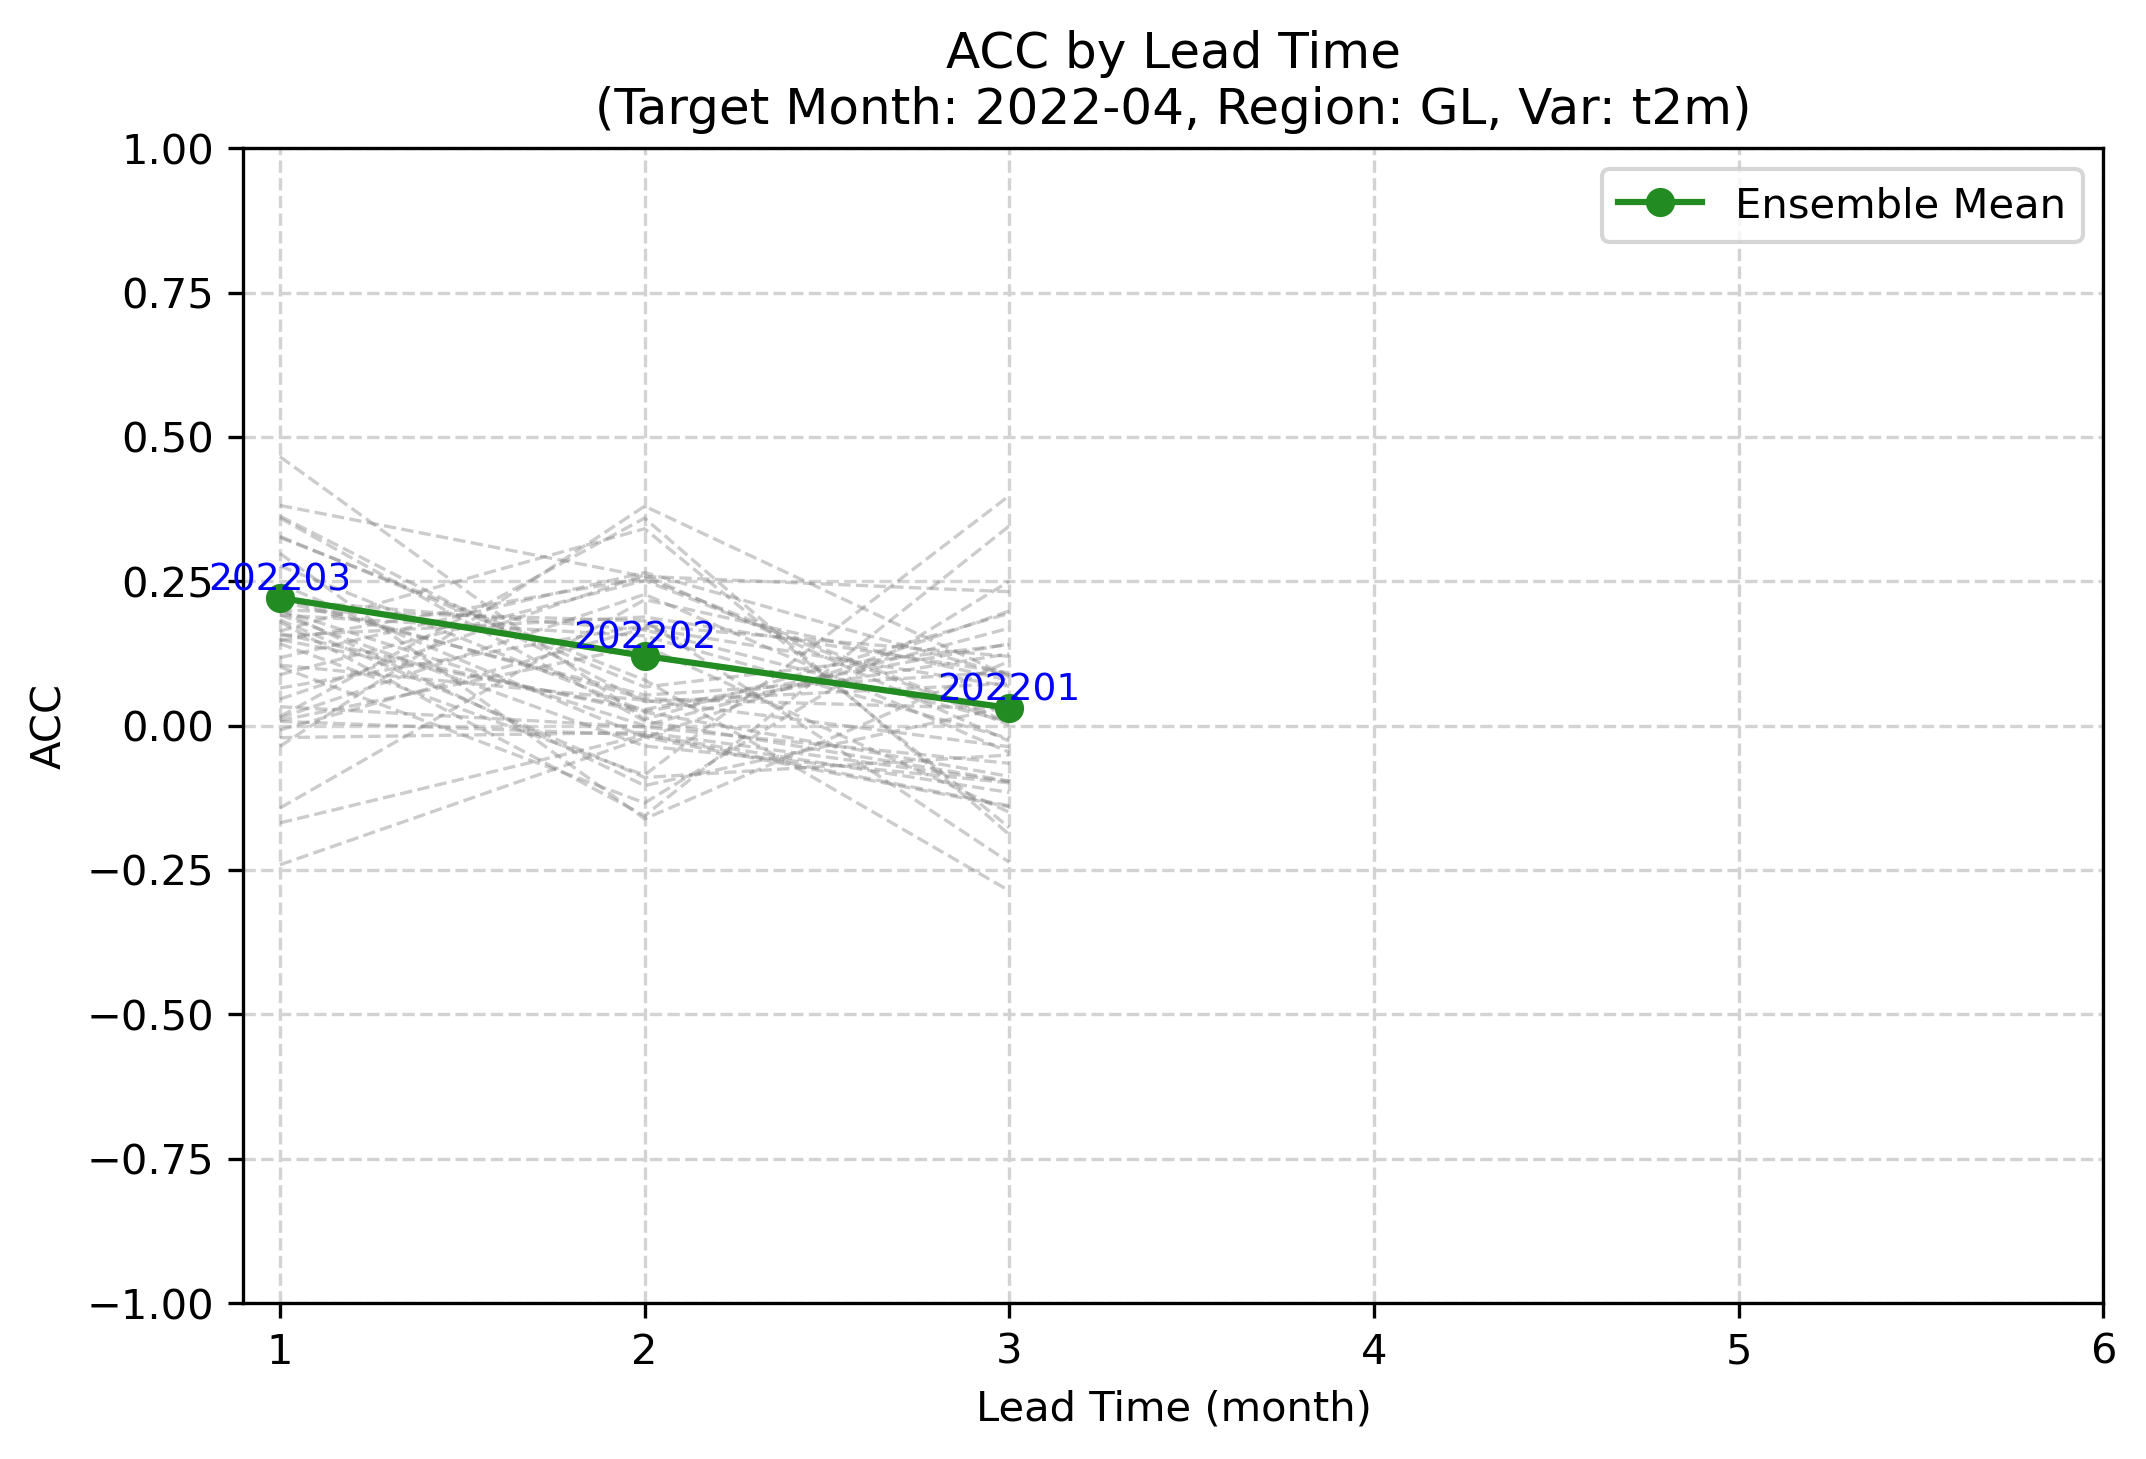 ACC by Lead Time
(Target Month: 2022-04, Region: GL, Var: t2m)
Ensemble Mean
1.00
0.75
0.50
0.25
0.00
−0.25
−0.50
−0.75
−1.00
ACC
202203
202202
202201
1 2 3 4 5 6
Lead Time (month)